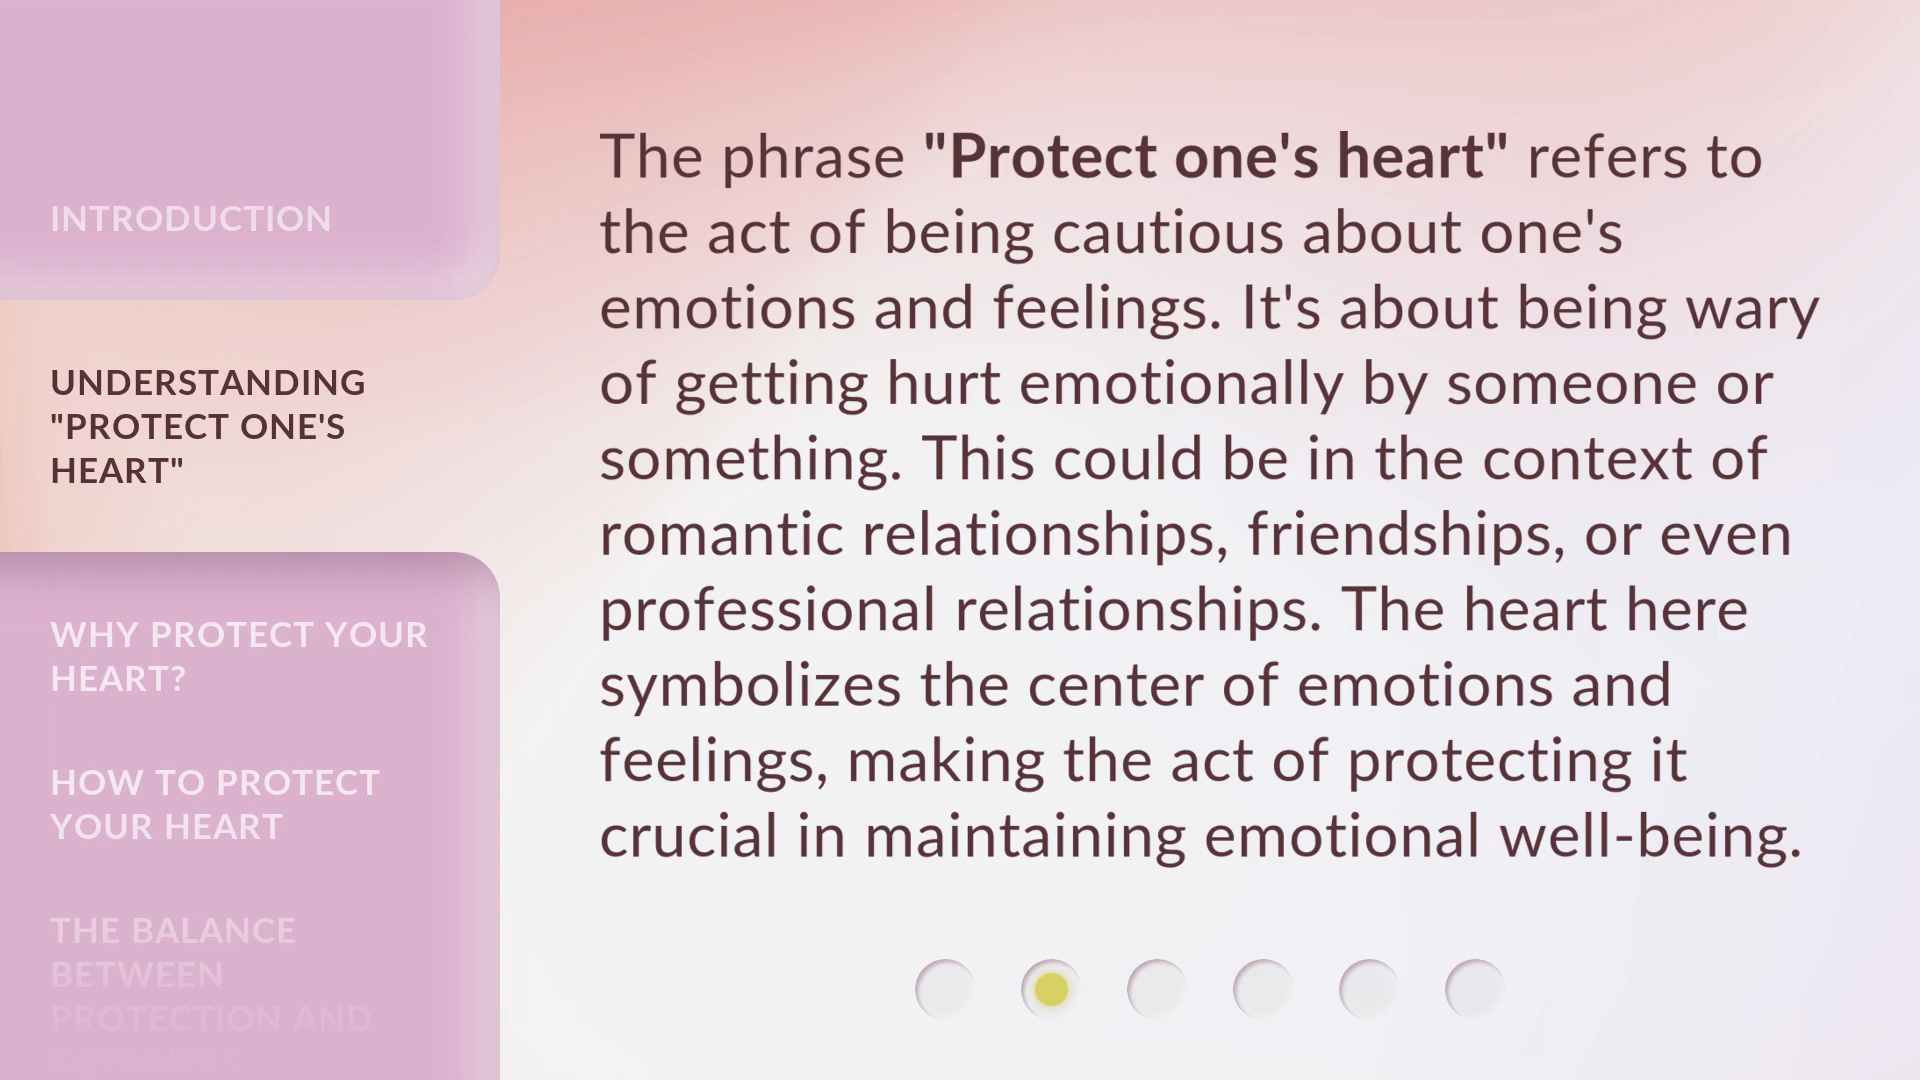 INTRODUCTION
UNDERSTANDING
"PROTECT ONE'S
HEART"
WHY PROTECT YOUR
HEART?
HOW TO PROTECT
YOUR HEART
THE BALANCE
BETWEEN
PROTECTION AND
OPENNESS
The phrase "Protect one's heart" refers to
the act of being cautious about one's
emotions and feelings. It's about being wary
of getting hurt emotionally by someone or
something. This could be in the context of
romantic relationships, friendships, or even
professional relationships. The heart here
symbolizes the center of emotions and
feelings, making the act of protecting it
crucial in maintaining emotional well-being.